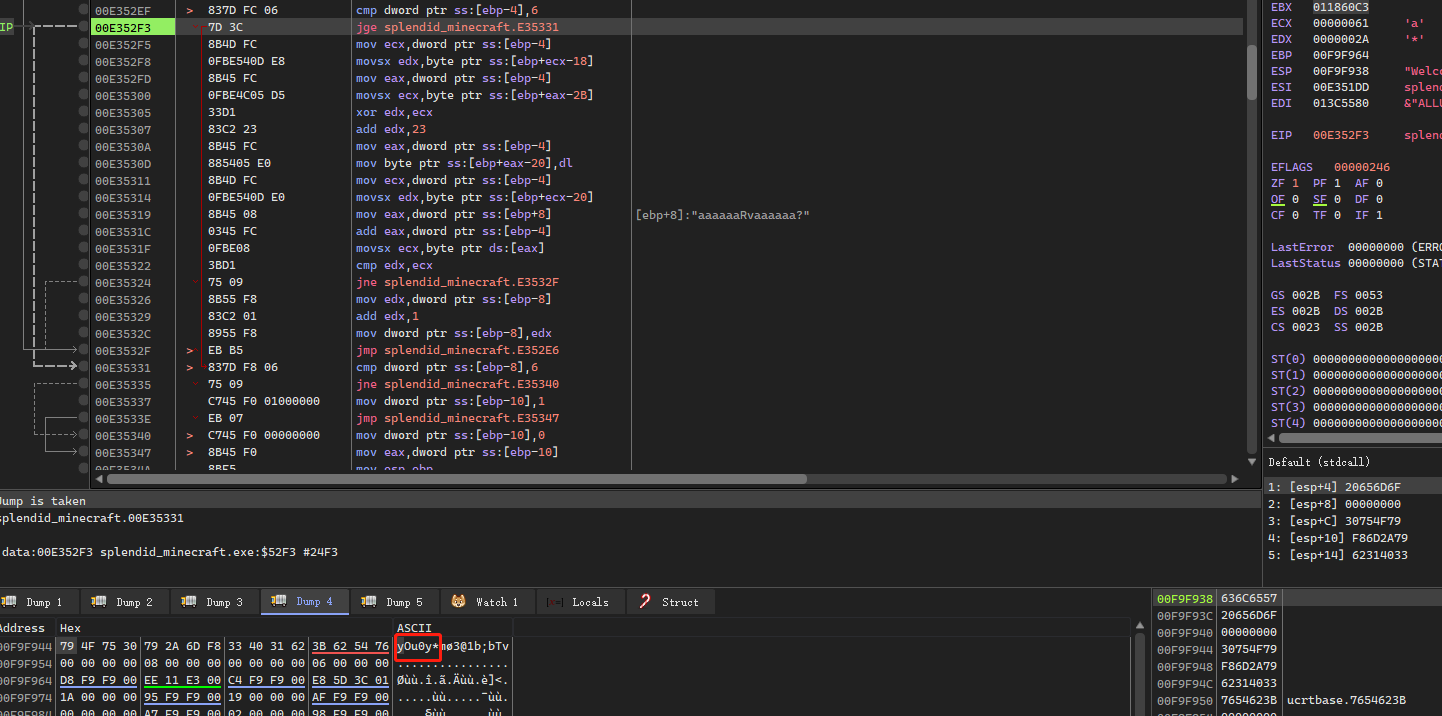 00E352EF > 837D FC 06 cmp dword ptr ss:[ebp-4],6
IP 00E352F3 7D 3C jge splendid_minecraft.E35331
00E352F5 8B4D FC mov ecx,dword ptr ss:[ebp-4]
00E352F8 0FBE540D E8 movsx edx,byte ptr ss:[ebp+ecx-18]
00E352FD 8B45 FC mov eax,dword ptr ss:[ebp-4]
00E35300 0FBE4C05 D5 movsx ecx,byte ptr ss:[ebp+eax-2B]
00E35305 33D1 xor edx,ecx
00E35307 83C2 23 add edx,23
00E3530A 8B45 FC mov eax,dword ptr ss:[ebp-4]
00E3530D 885405 E0 mov byte ptr ss:[ebp+eax-20],dl
00E35311 8B4D FC mov ecx,dword ptr ss:[ebp-4]
00E35314 0FBE540D E0 movsx edx,byte ptr ss:[ebp+ecx-20]
00E35319 8B45 08 mov eax,dword ptr ss:[ebp+8] [ebp+8]:"aaaaaaRvaaaaaa?"
00E3531C 0345 FC add eax,dword ptr ss:[ebp-4]
00E3531F 0FBE08 movsx ecx,byte ptr ds:[eax]
00E35322 3BD1 cmp edx,ecx
00E35324 75 09 jne splendid_minecraft.E3532F
00E35326 8B55 F8 mov edx,dword ptr ss:[ebp-8]
00E35329 83C2 01 add edx,1
00E3532C 8955 F8 mov dword ptr ss:[ebp-8],edx
00E3532F > EB B5 jmp splendid_minecraft.E352E6
00E35331 > 837D F8 06 cmp dword ptr ss:[ebp-8],6
00E35335 75 09 jne splendid_minecraft.E35340
00E35337 C745 F0 01000000 mov dword ptr ss:[ebp-10],1
00E3533E EB 07 jmp splendid_minecraft.E35347
00E35340 > C745 F0 00000000 mov dword ptr ss:[ebp-10],0
00E35347 > 8B45 F0 mov eax,dword ptr ss:[ebp-10]
00E3534A 8BE5 mov esp,ebp
EBX 011860C3
ECX 00000061 'a'
EDX 0000002A '*'
EBP 00F9F964
ESP 00F9F938 "Welco
ESI 00E351DD splend
EDI 013C5580 &"ALLU
EIP 00E352F3 splend
EFLAGS 00000246
ZF 1 PF 1 AF 0
OF 0 SF 0 DF 0
CF 0 TF 0 IF 1
LastError 00000000 (ERRO
LastStatus 00000000 (STAT
GS 002B FS 0053
ES 002B DS 002B
CS 0023 SS 002B
ST(0) 0000000000000000000
ST(1) 0000000000000000000
ST(2) 0000000000000000000
ST(3) 0000000000000000000
ST(4) 0000000000000000000
Default (stdcall)
1: [esp+4] 20656D6F
2: [esp+8] 00000000
3: [esp+C] 30754F79
4: [esp+10] F86D2A79
5: [esp+14] 62314033
Jump is taken
splendid_minecraft.00E35331
data:00E352F3 splendid_minecraft.exe:$52F3 #24F3
Dump 1 Dump 2 Dump 3 Dump 4 Dump 5 Watch 1 Locals Struct
Address Hex ASCII
00F9F944 79 4F 75 30 79 2A 6D F8 33 40 31 62 3B 62 54 76 yOu0y*mø3@1b;bTv
00F9F954 00 00 00 00 08 00 00 00 00 00 00 00 06 00 00 00 ................
00F9F964 D8 F9 F9 00 EE 11 E3 00 C4 F9 F9 00 E8 5D 3C 01 Øùù.î.ã.Äùù.è]<.
00F9F974 1A 00 00 00 95 F9 F9 00 19 00 00 00 AF F9 F9 00 .....ùù.....¯ùù.
00F9F938 636C6557
00F9F93C 20656D6F
00F9F940 00000000
00F9F944 30754F79
00F9F948 F86D2A79
00F9F94C 62314033
00F9F950 7654623B ucrtbase.7654623B